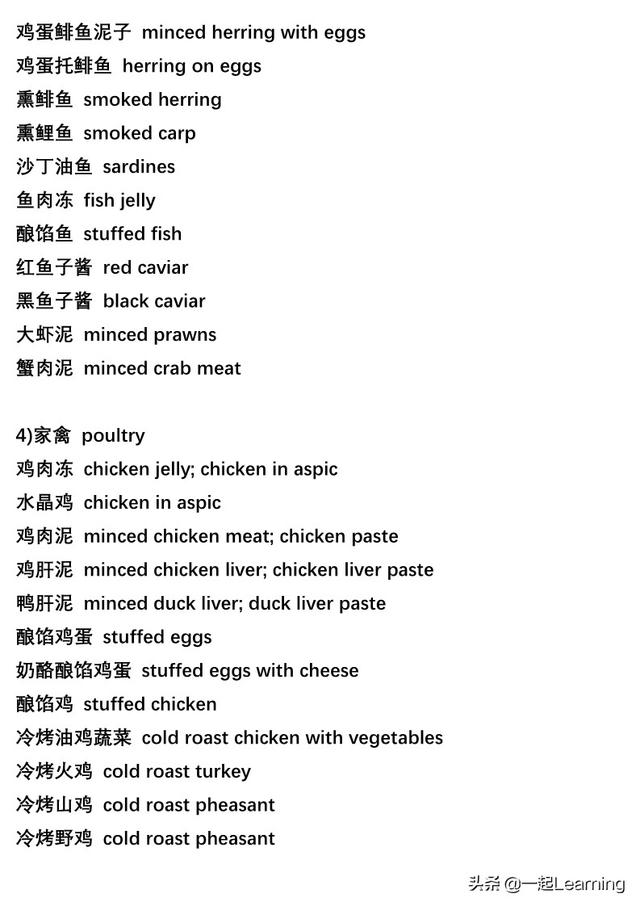 鸡蛋鲱鱼泥子 minced herring with eggs
鸡蛋托鲱鱼 herring on eggs
熏鲱鱼 smoked herring
熏鲤鱼 smoked carp
沙丁油鱼 sardines
鱼肉冻 fish jelly
酿馅鱼 stuffed fish
红鱼子酱 red caviar
黑鱼子酱 black caviar
大虾泥 minced prawns
蟹肉泥 minced crab meat
4)家禽 poultry
鸡肉冻 chicken jelly; chicken in aspic
水晶鸡 chicken in aspic
鸡肉泥 minced chicken meat; chicken paste
鸡肝泥 minced chicken liver; chicken liver paste
鸭肝泥 minced duck liver; duck liver paste
酿馅鸡蛋 stuffed eggs
奶酪酿馅鸡蛋 stuffed eggs with cheese
酿馅鸡 stuffed chicken
冷烤油鸡蔬菜 cold roast chicken with vegetables
冷烤火鸡 cold roast turkey
冷烤山鸡 cold roast pheasant
冷烤野鸡 cold roast pheasant
头条 @一起Learning